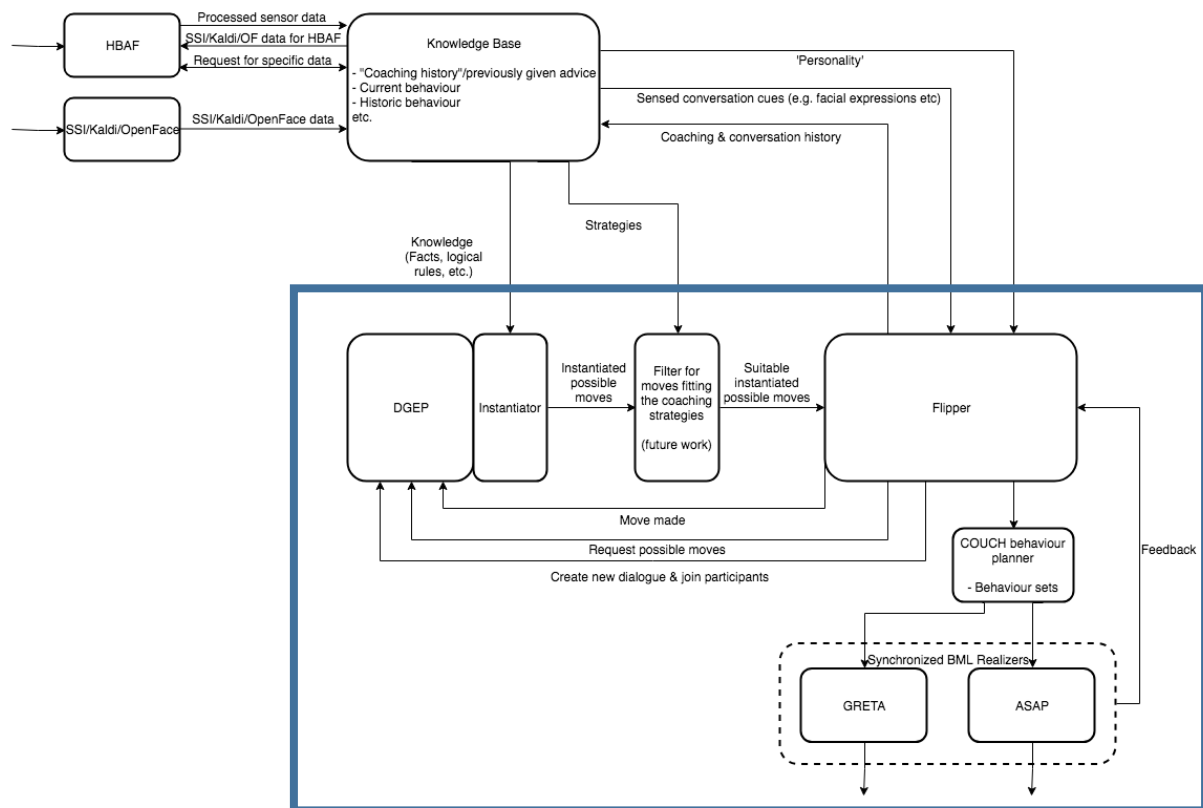 Processed sensor data
HBAF
SSI/Kaldi/OF data for HBAF
Request for specific data
SSI/Kaldi/OpenFace
SSI/Kaldi/OpenFace data
Knowledge Base
- "Coaching history"/previously given advice
- Current behaviour
- Historic behaviour
etc.
'Personality'
Sensed conversation cues (e.g. facial expressions etc)
Coaching & conversation history
Strategies
Knowledge
(Facts, logical
rules, etc.)
DGEP
Instantiator
Instantiated
possible
moves
Filter for
moves fitting
the coaching
strategies
(future work)
Suitable
instantiated
possible moves
Flipper
Move made
Request possible moves
Create new dialogue & join participants
COUCH behaviour
planner
- Behaviour sets
Feedback
Synchronized BML Realizers
GRETA
ASAP